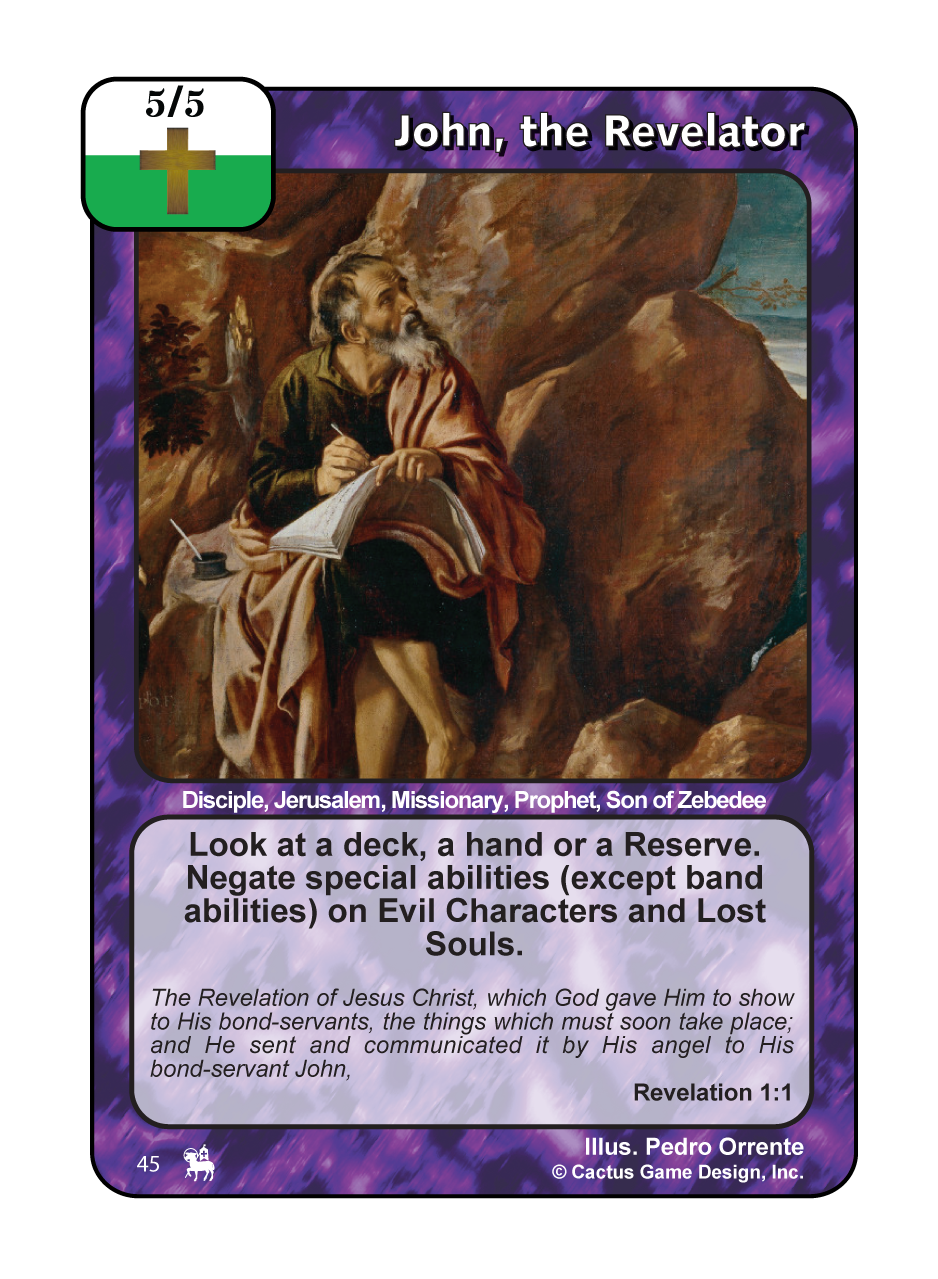 5/5
John, the Revelator
Disciple, Jerusalem, Missionary, Prophet, Son of Zebedee
Look at a deck, a hand or a Reserve.
Negate special abilities (except band
abilities) on Evil Characters and Lost
Souls.
The Revelation of Jesus Christ, which God gave Him to show
to His bond-servants, the things which must soon take place;
and He sent and communicated it by His angel to His
bond-servant John,
Revelation 1:1
45
Illus. Pedro Orrente
© Cactus Game Design, Inc.